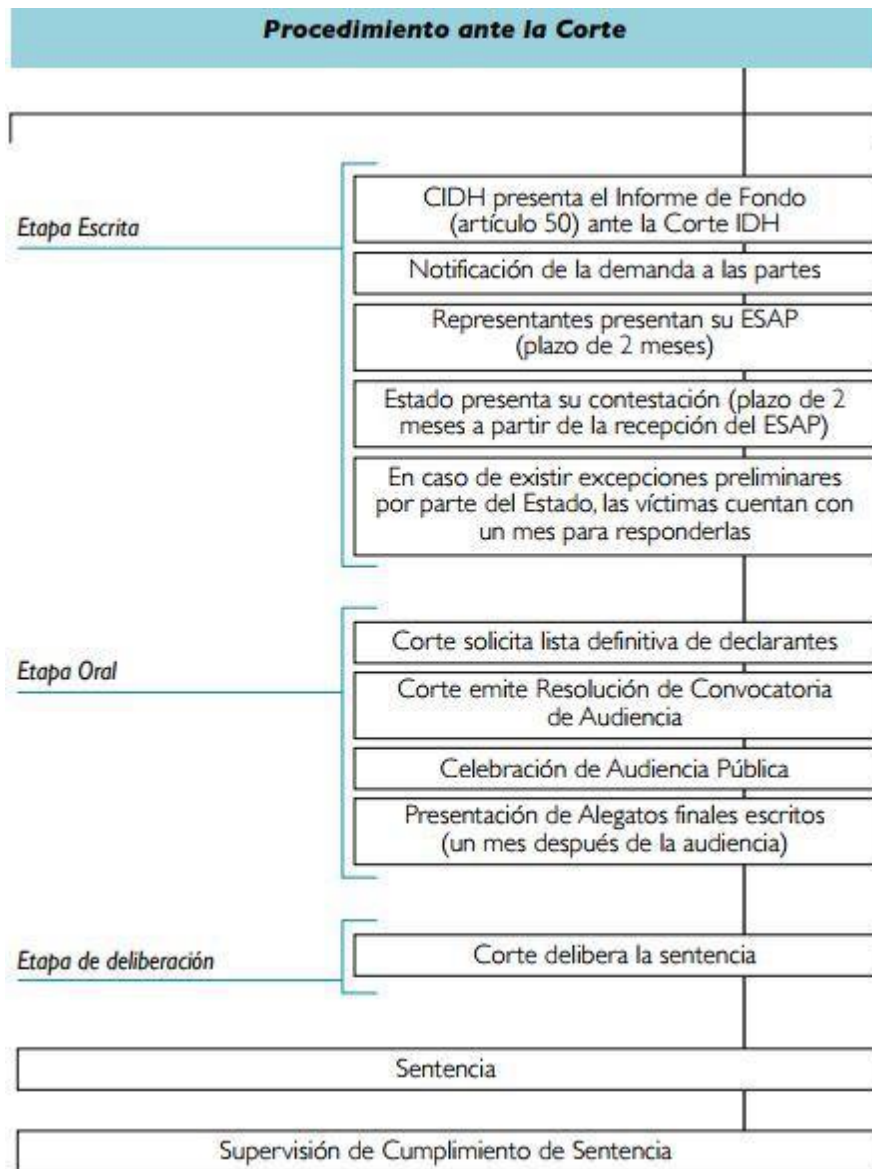 Procedimiento ante la Corte
Etapa Escrita
CIDH presenta el Informe de Fondo
(artículo 50) ante la Corte IDH
Notificación de la demanda a las partes
Representantes presentan su ESAP
(plazo de 2 meses)
Estado presenta su contestación (plazo de 2
meses a partir de la recepción del ESAP)
En caso de existir excepciones preliminares
por parte del Estado, las víctimas cuentan con
un mes para responderlas
Etapa Oral
Corte solicita lista definitiva de declarantes
Corte emite Resolución de Convocatoria
de Audiencia
Celebración de Audiencia Pública
Presentación de Alegatos finales escritos
(un mes después de la audiencia)
Etapa de deliberación
Corte delibera la sentencia
Sentencia
Supervisión de Cumplimiento de Sentencia